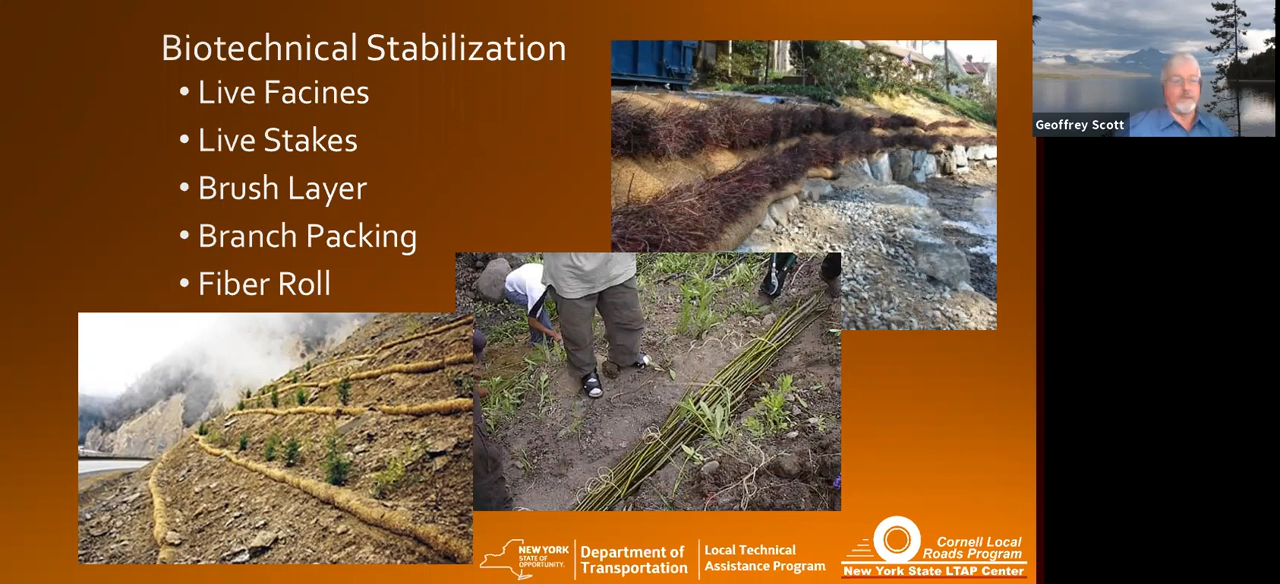 Biotechnical Stabilization
• Live Facines
• Live Stakes
• Brush Layer
• Branch Packing
• Fiber Roll
Geoffrey Scott
NEW YORK
STATE OF
OPPORTUNITY.
Department of
Transportation
Local Technical
Assistance Program
Cornell Local
Roads Program
New York State LTAP Center